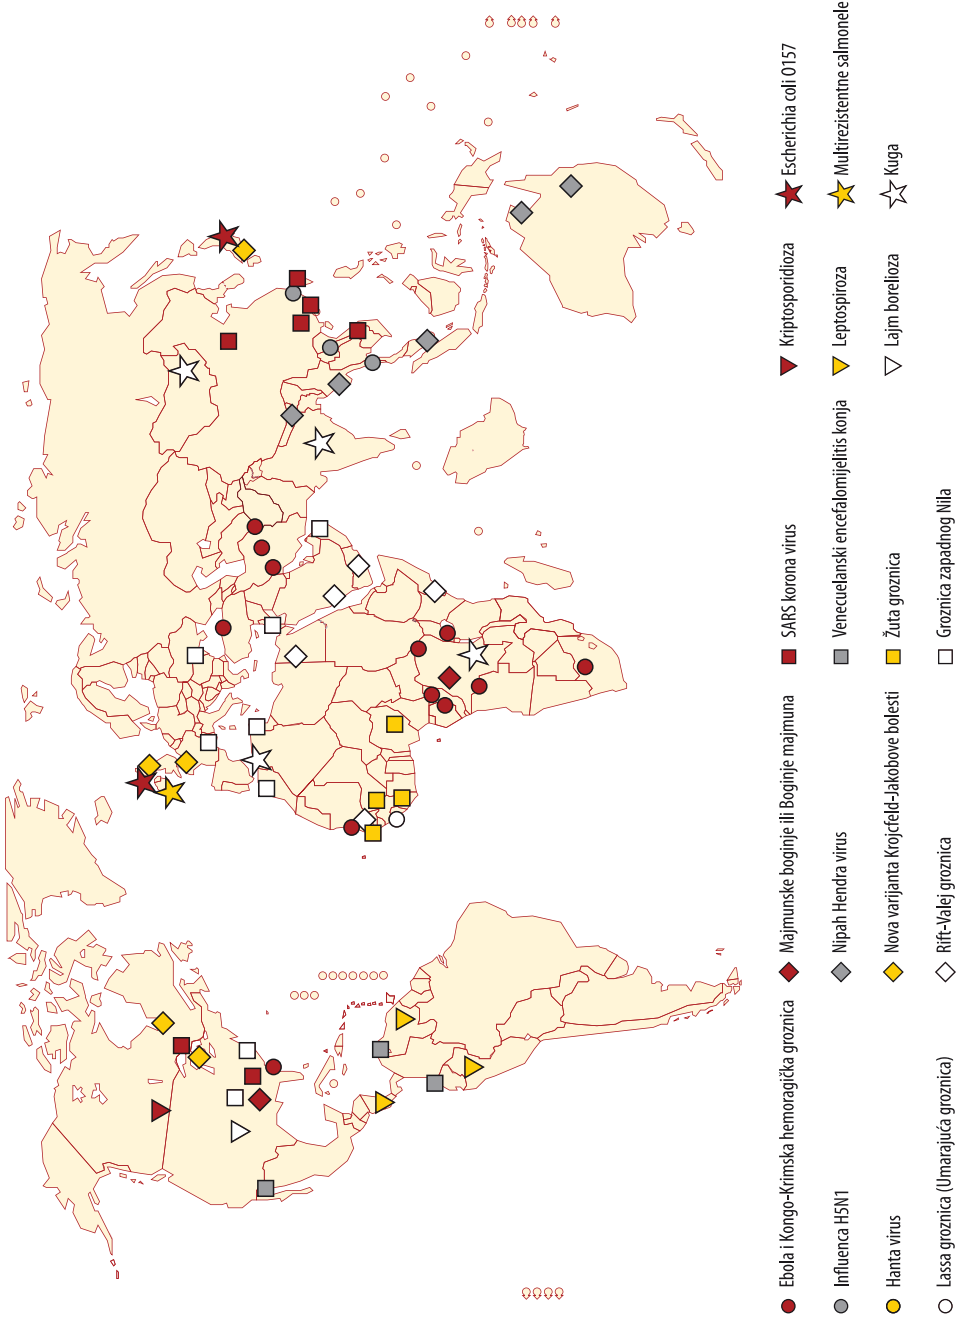 Ebola i Kongo-Krimska hemoragička groznica
Influenca H5N1
Hanta virus
Lassa groznica (Umarajuća groznica)
Majmunske boginje ili Boginje majmuna
Nipah Hendra virus
Nova varijanta Krojcfeld-Jakobove bolesti
Rift-Valej groznica
SARS korona virus
Venecuelanski encefalomijelitis konja
Žuta groznica
Groznica zapadnog Nila
Kriptosporidioza
Leptospiroza
Lajm borelioza
Escherichia coli O157
Multirezistentne salmonele
Kuga